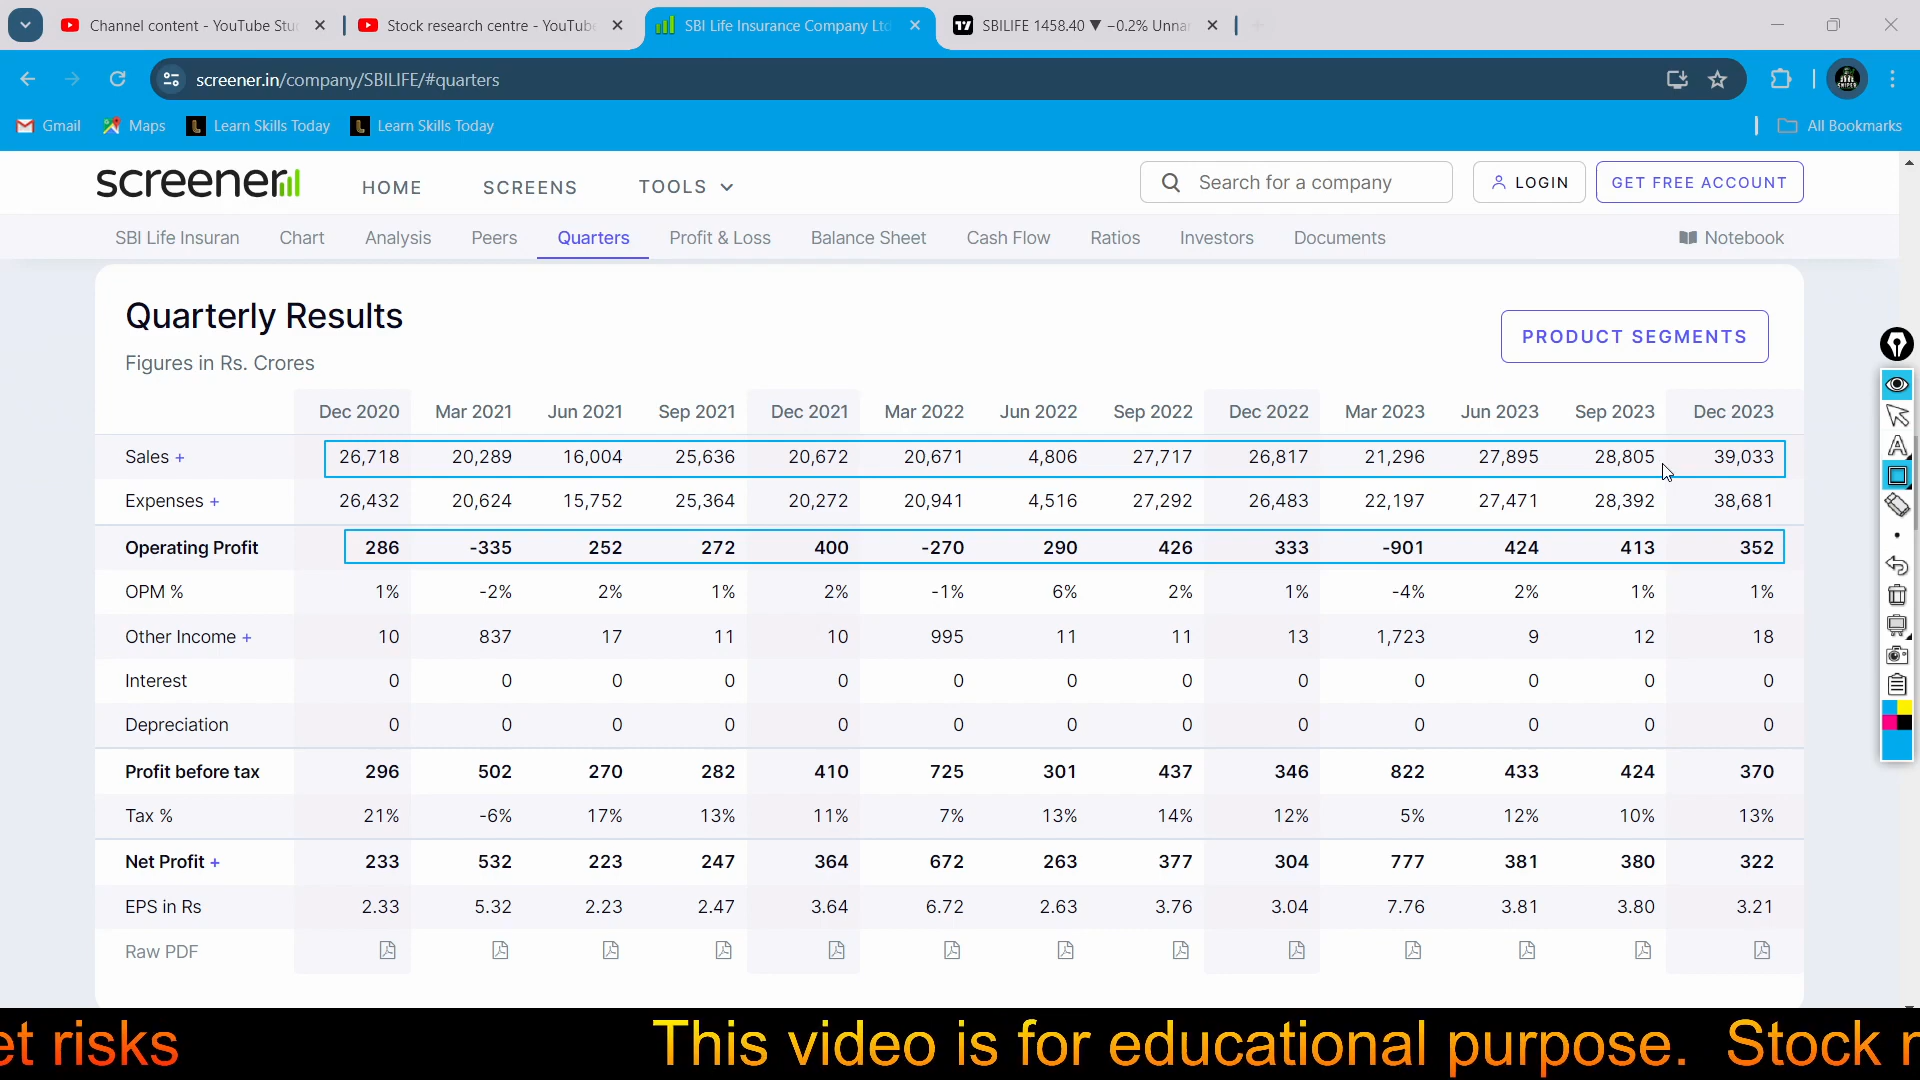 Channel content - YouTube Stu
Stock research centre - YouTube
SBI Life Insurance Company Ltd
SBILIFE 1458.40 ▼ −0.2% Unna
screener.in/company/SBILIFE/#quarters
Gmail Maps Learn Skills Today Learn Skills Today All Bookmarks
screener HOME SCREENS TOOLS Search for a company LOGIN GET FREE ACCOUNT
SBI Life Insuran Chart Analysis Peers Quarters Profit & Loss Balance Sheet Cash Flow Ratios Investors Documents Notebook
Quarterly Results
PRODUCT SEGMENTS
Figures in Rs. Crores
Dec 2020 Mar 2021 Jun 2021 Sep 2021 Dec 2021 Mar 2022 Jun 2022 Sep 2022 Dec 2022 Mar 2023 Jun 2023 Sep 2023 Dec 2023
Sales + 26,718 20,289 16,004 25,636 20,672 20,671 4,806 27,717 26,817 21,296 27,895 28,805 39,033
Expenses + 26,432 20,624 15,752 25,364 20,272 20,941 4,516 27,292 26,483 22,197 27,471 28,392 38,681
Operating Profit 286 -335 252 272 400 -270 290 426 333 -901 424 413 352
OPM % 1% -2% 2% 1% 2% -1% 6% 2% 1% -4% 2% 1% 1%
Other Income + 10 837 17 11 10 995 11 11 13 1,723 9 12 18
Interest 0 0 0 0 0 0 0 0 0 0 0 0 0
Depreciation 0 0 0 0 0 0 0 0 0 0 0 0 0
Profit before tax 296 502 270 282 410 725 301 437 346 822 433 424 370
Tax % 21% -6% 17% 13% 11% 7% 13% 14% 12% 5% 12% 10% 13%
Net Profit + 233 532 223 247 364 672 263 377 304 777 381 380 322
EPS in Rs 2.33 5.32 2.23 2.47 3.64 6.72 2.63 3.76 3.04 7.76 3.81 3.80 3.21
Raw PDF
et risks This video is for educational purpose. Stock r